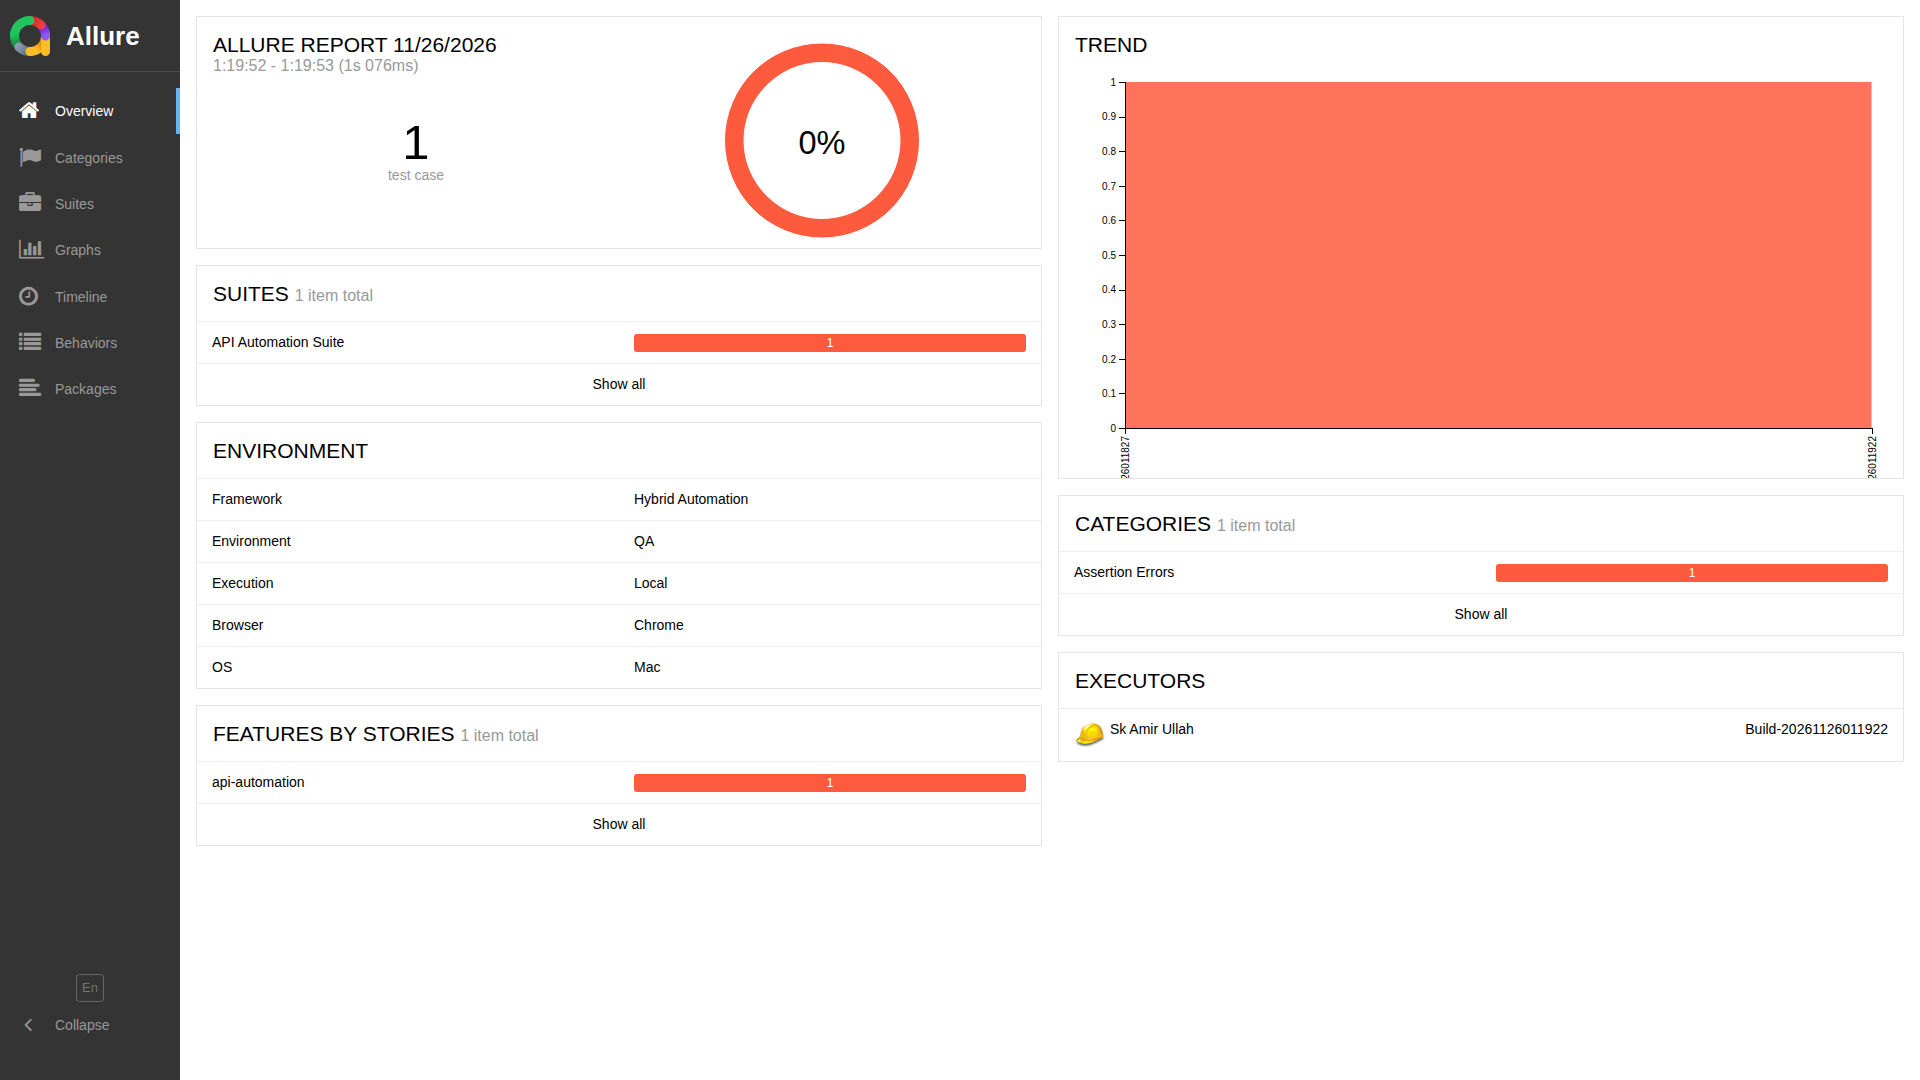 Allure
Overview
Categories
Suites
Graphs
Timeline
Behaviors
Packages
En
Collapse
ALLURE REPORT 11/26/2026
1:19:52 - 1:19:53 (1s 076ms)
1
test case
0%
SUITES 1 item total
API Automation Suite 1
Show all
ENVIRONMENT
Framework Hybrid Automation
Environment QA
Execution Local
Browser Chrome
OS Mac
FEATURES BY STORIES 1 item total
api-automation 1
Show all
TREND
1
0.9
0.8
0.7
0.6
0.5
0.4
0.3
0.2
0.1
0
26011827
26011922
CATEGORIES 1 item total
Assertion Errors 1
Show all
EXECUTORS
Sk Amir Ullah Build-20261126011922